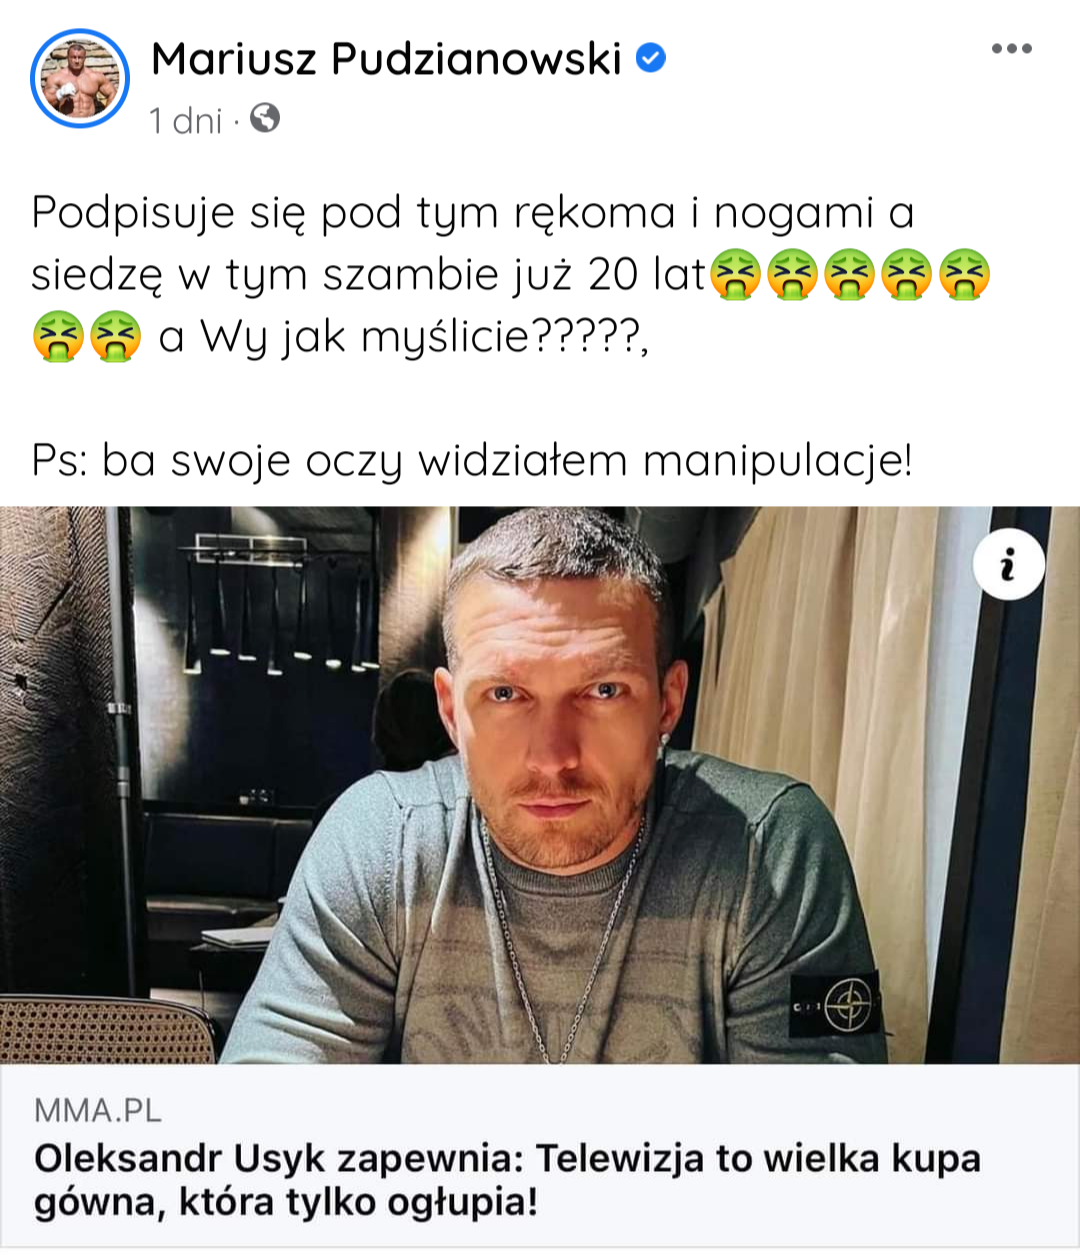 Mariusz Pudzianowski
1 dni ·
Podpisuje się pod tym rękoma i nogami a
siedzę w tym szambie już 20 lat🤮🤮🤮🤮🤮
🤮🤮 a Wy jak myślicie?????,
Ps: ba swoje oczy widziałem manipulacje!
i
MMA.PL
Oleksandr Usyk zapewnia: Telewizja to wielka kupa
gówna, która tylko ogłupia!